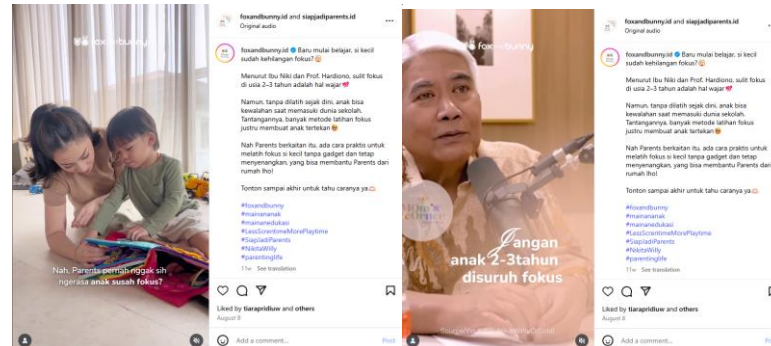 fox and bunny
Nah, Parents pernah nggak sih
ngerasa anak susah fokus?
foxandbunny.id and siapjadiparents.id
Original audio
foxandbunny.id Baru mulai belajar, si kecil
sudah kehilangan fokus?
Menurut Ibu Niki dan Prof. Hardiono, sulit fokus
di usia 2–3 tahun adalah hal wajar
Namun, tanpa dilatih sejak dini, anak bisa
kewalahan saat memasuki dunia sekolah.
Tantangannya, banyak metode latihan fokus
justru membuat anak tertekan
Nah Parents berkaitan itu, ada cara praktis untuk
melatih fokus si kecil tanpa gadget dan tetap
menyenangkan, yang bisa membantu Parents dari
rumah lho!
Tonton sampai akhir untuk tahu caranya ya
#foxandbunny
#mainananak
#mainanedukasi
#LessScreentimeMorePlaytime
#SiapJadiParents
#NikitaWilly
#parentinglife
11w See translation
Liked by tiarapridiuw and others
August 8
Add a comment...
Post
fox and bunny
MOM's
corner
Jangan
anak 2-3tahun
disuruh fokus
foxandbunny.id and siapjadiparents.id
Original audio
foxandbunny.id Baru mulai belajar, si kecil
sudah kehilangan fokus?
Menurut Ibu Niki dan Prof. Hardiono, sulit fokus
di usia 2–3 tahun adalah hal wajar
Namun, tanpa dilatih sejak dini, anak bisa
kewalahan saat memasuki dunia sekolah.
Tantangannya, banyak metode latihan fokus
justru membuat anak tertekan
Nah Parents berkaitan itu, ada cara praktis untuk
melatih fokus si kecil tanpa gadget dan tetap
menyenangkan, yang bisa membantu Parents dari
rumah lho!
Tonton sampai akhir untuk tahu caranya ya
#foxandbunny
#mainananak
#mainanedukasi
#LessScreentimeMorePlaytime
#SiapJadiParents
#NikitaWilly
#parentinglife
11w See translation
Liked by tiarapridiuw and others
August 8
Add a comment...